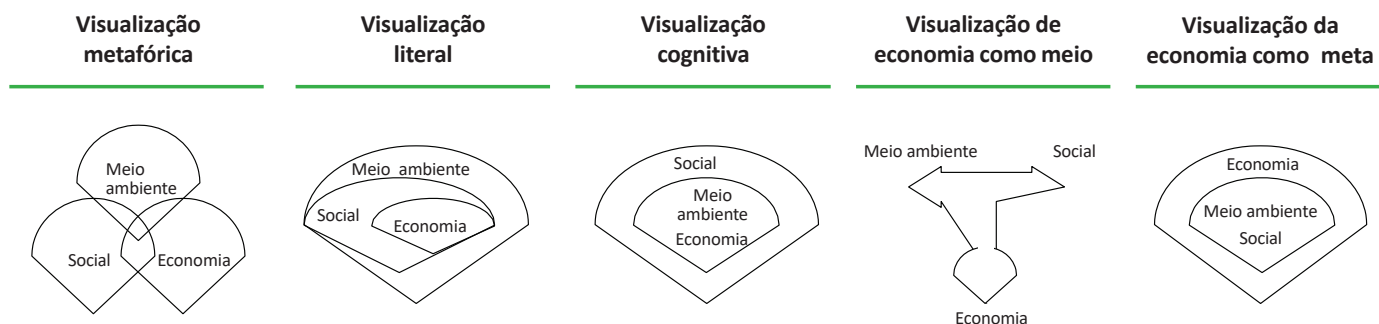 Visualização
metafórica
Visualização
literal
Visualização
cognitiva
Visualização de
economia como meio
Visualização da
economia como meta
Meio
ambiente
Social
Economia
Meio ambiente
Social
Economia
Social
Meio
ambiente
Economia
Meio ambiente
Social
Economia
Economia
Meio ambiente
Social